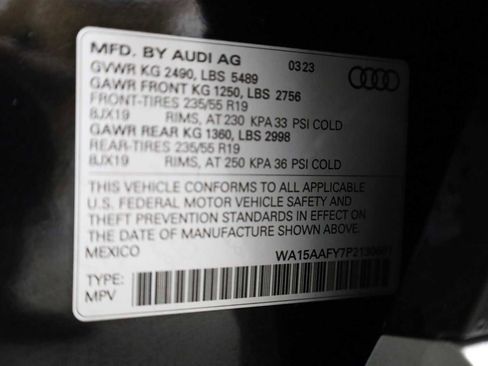 MFD. BY AUDI AG 03 23
GVWR KG 2490, LBS 5489
GAWR FRONT KG 1250, LBS 2756
FRONT-TIRES 235/55 R19
8JX19 RIMS, AT 230 KPA 33 PSI COLD
GAWR REAR KG 1360, LBS 2998
REAR-TIRES 235/55 R19
8JX19 RIMS, AT 250 KPA 36 PSI COLD
THIS VEHICLE CONFORMS TO ALL APPLICABLE
U.S. FEDERAL MOTOR VEHICLE SAFETY AND
THEFT PREVENTION STANDARDS IN EFFECT ON
THE DATE OF MANUFACTURE SHOWN ABOVE.
MEXICO
TYPE:
MPV